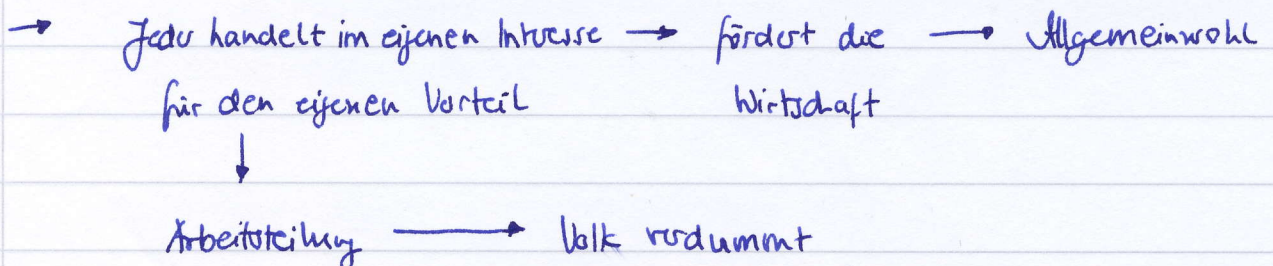 → Jeder handelt im eigenen Interesse → fördert die → Allgemeinwohl
für den eigenen Vorteil Wirtschaft
↓
Arbeitsteilung → Volk verdummt